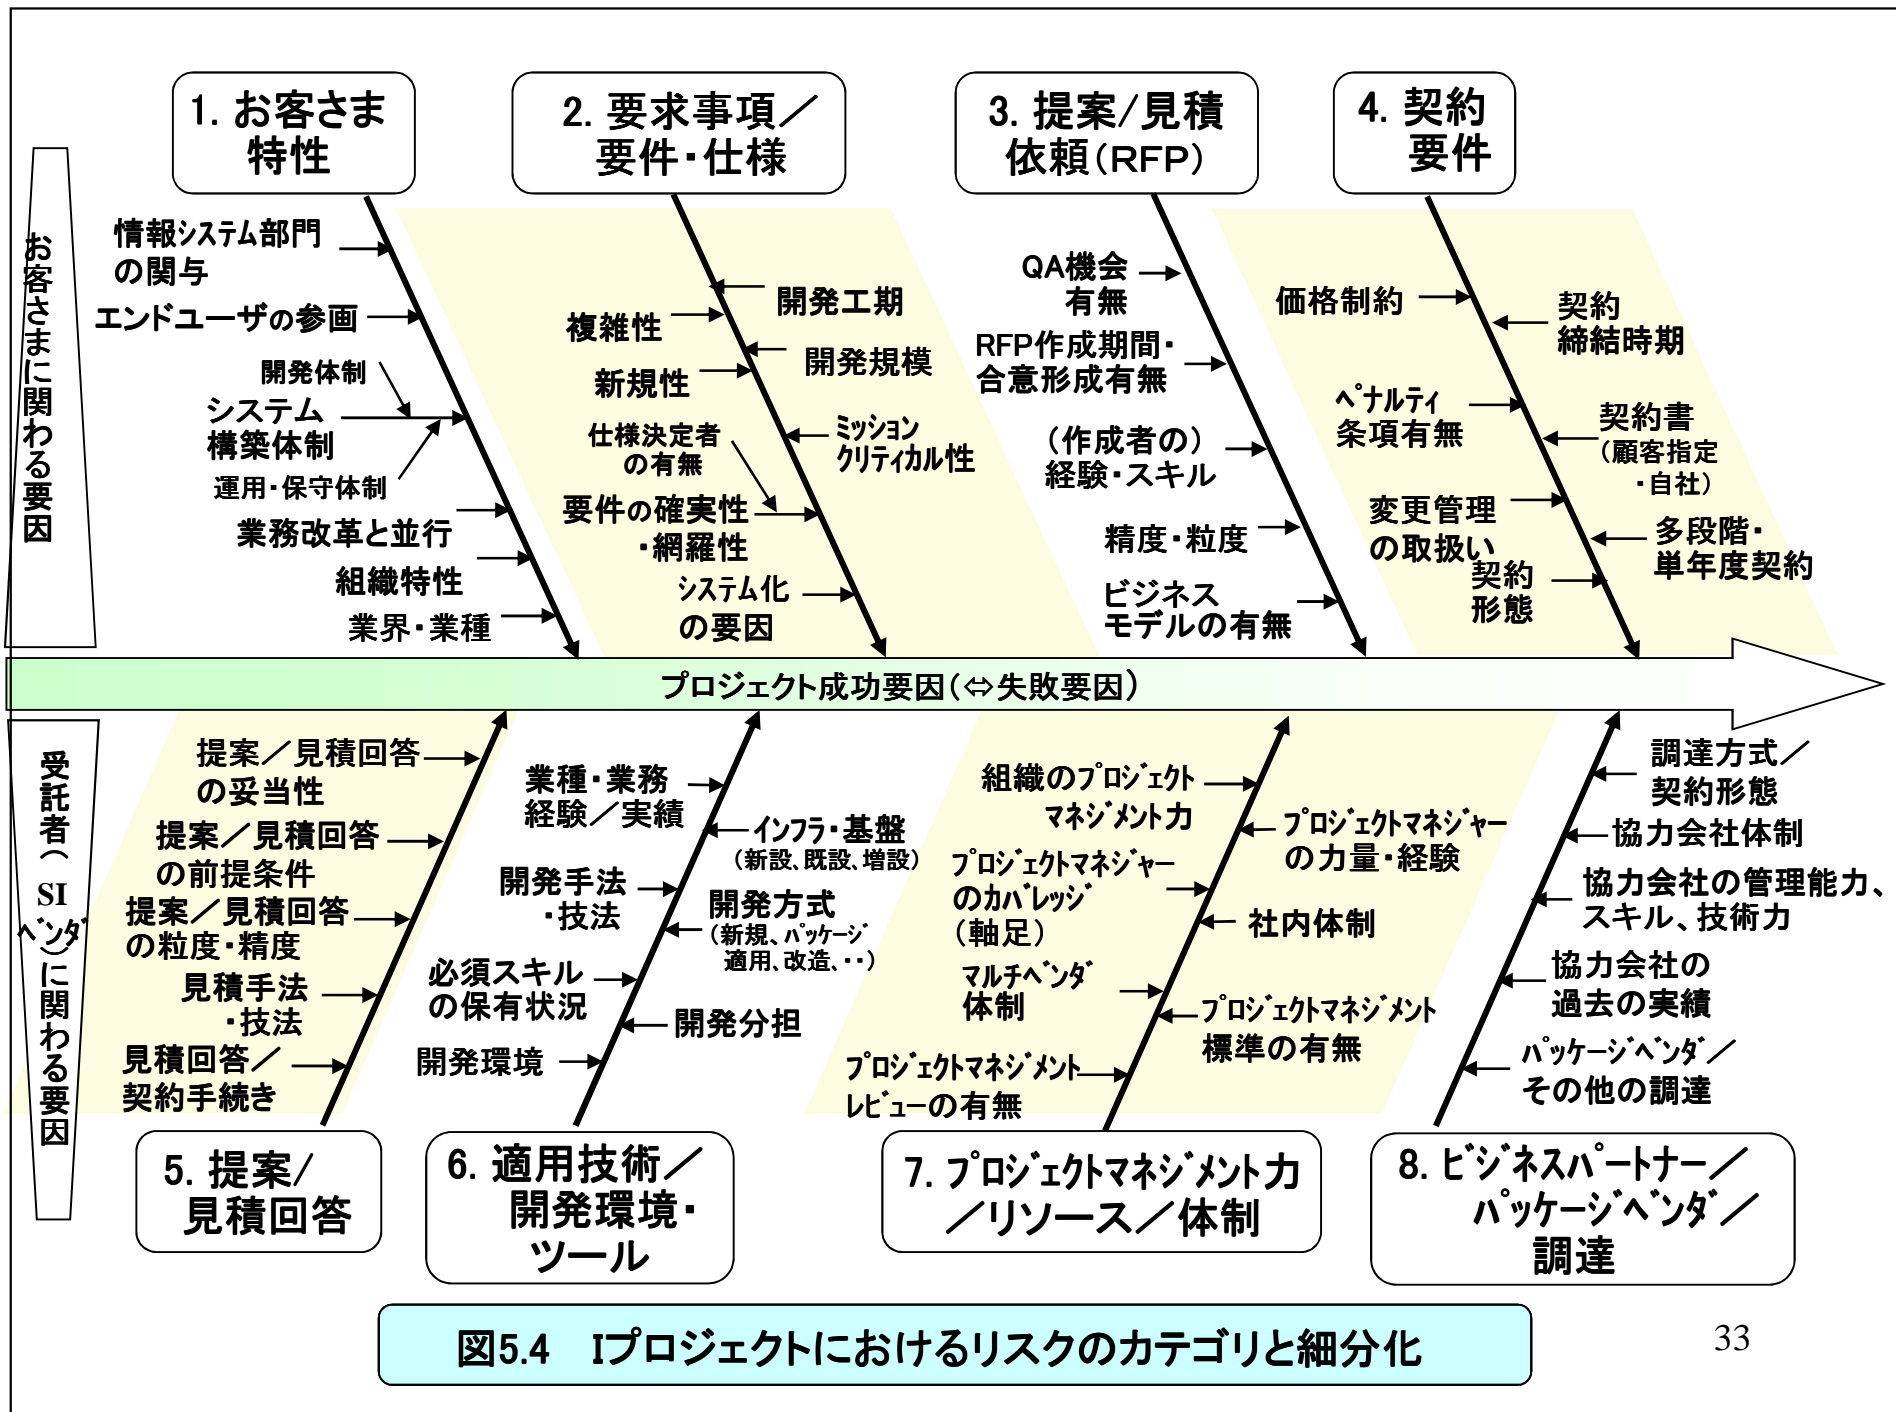 1. お客さま
特性
2. 要求事項／
要件・仕様
3. 提案/見積
依頼（RFP）
4. 契約
要件
お客さまに関わる要因
情報システム部門
の関与
エンドユーザの参画
開発体制
システム
構築体制
運用・保守体制
業務改革と並行
組織特性
業界・業種
開発工期
複雑性
開発規模
新規性
仕様決定者
の有無
ミッション
クリティカル性
要件の確実性
・網羅性
システム化
の要因
QA機会
有無
RFP作成期間・
合意形成有無
（作成者の）
経験・スキル
精度・粒度
ビジネス
モデルの有無
価格制約
契約
締結時期
ペナルティ
条項有無
契約書
（顧客指定
・自社）
変更管理
の取扱い
多段階・
単年度契約
契約
形態
プロジェクト成功要因（⇔失敗要因）
受託者（SIベンダ）に関わる要因
提案／見積回答
の妥当性
提案／見積回答
の前提条件
提案／見積回答
の粒度・精度
見積手法
・技法
見積回答／
契約手続き
業種・業務
経験／実績
インフラ・基盤
（新設、既設、増設）
開発手法
・技法
開発方式
（新規、パッケージ
適用、改造、・・）
必須スキル
の保有状況
開発分担
開発環境
組織のプロジェクト
マネジメント力
プロジェクトマネジャー
の力量・経験
プロジェクトマネジャー
のカバレッジ
（軸足）
社内体制
マルチベンダ
体制
プロジェクトマネジメント
標準の有無
プロジェクトマネジメント
レビューの有無
調達方式／
契約形態
協力会社体制
協力会社の管理能力、
スキル、技術力
協力会社の
過去の実績
パッケージベンダ／
その他の調達
5. 提案/
見積回答
6. 適用技術／
開発環境・
ツール
7. プロジェクトマネジメント力
／リソース／体制
8. ビジネスパートナー／
パッケージベンダ／
調達
図5.4　Iプロジェクトにおけるリスクのカテゴリと細分化
33